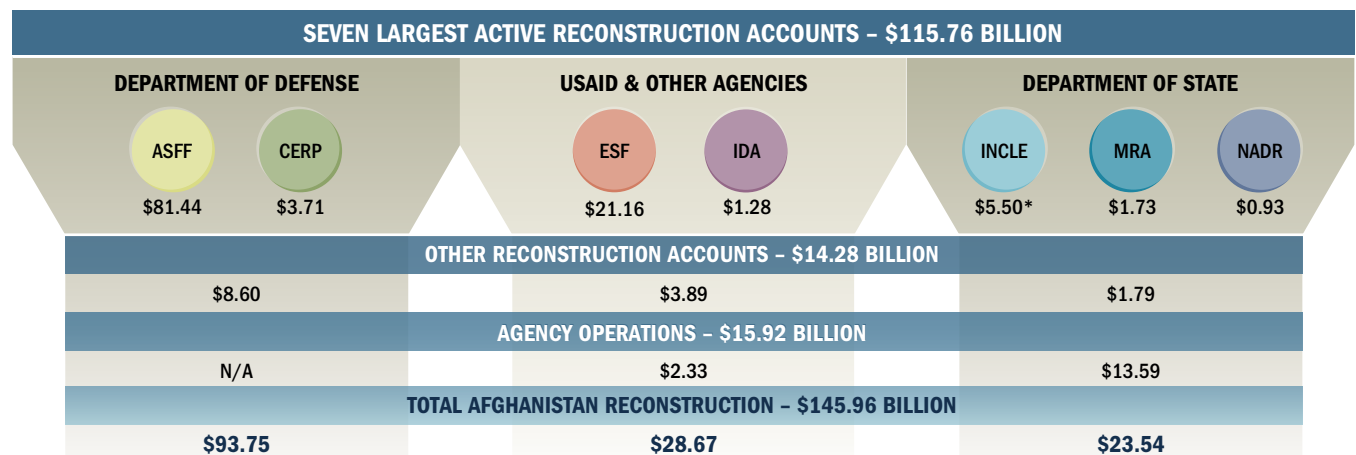 SEVEN LARGEST ACTIVE RECONSTRUCTION ACCOUNTS – $115.76 BILLION
DEPARTMENT OF DEFENSE
ASFF CERP
$81.44 $3.71
USAID & OTHER AGENCIES
ESF IDA
$21.16 $1.28
DEPARTMENT OF STATE
INCLE MRA NADR
$5.50* $1.73 $0.93
OTHER RECONSTRUCTION ACCOUNTS – $14.28 BILLION
$8.60 $3.89 $1.79
AGENCY OPERATIONS – $15.92 BILLION
N/A $2.33 $13.59
TOTAL AFGHANISTAN RECONSTRUCTION – $145.96 BILLION
$93.75 $28.67 $23.54